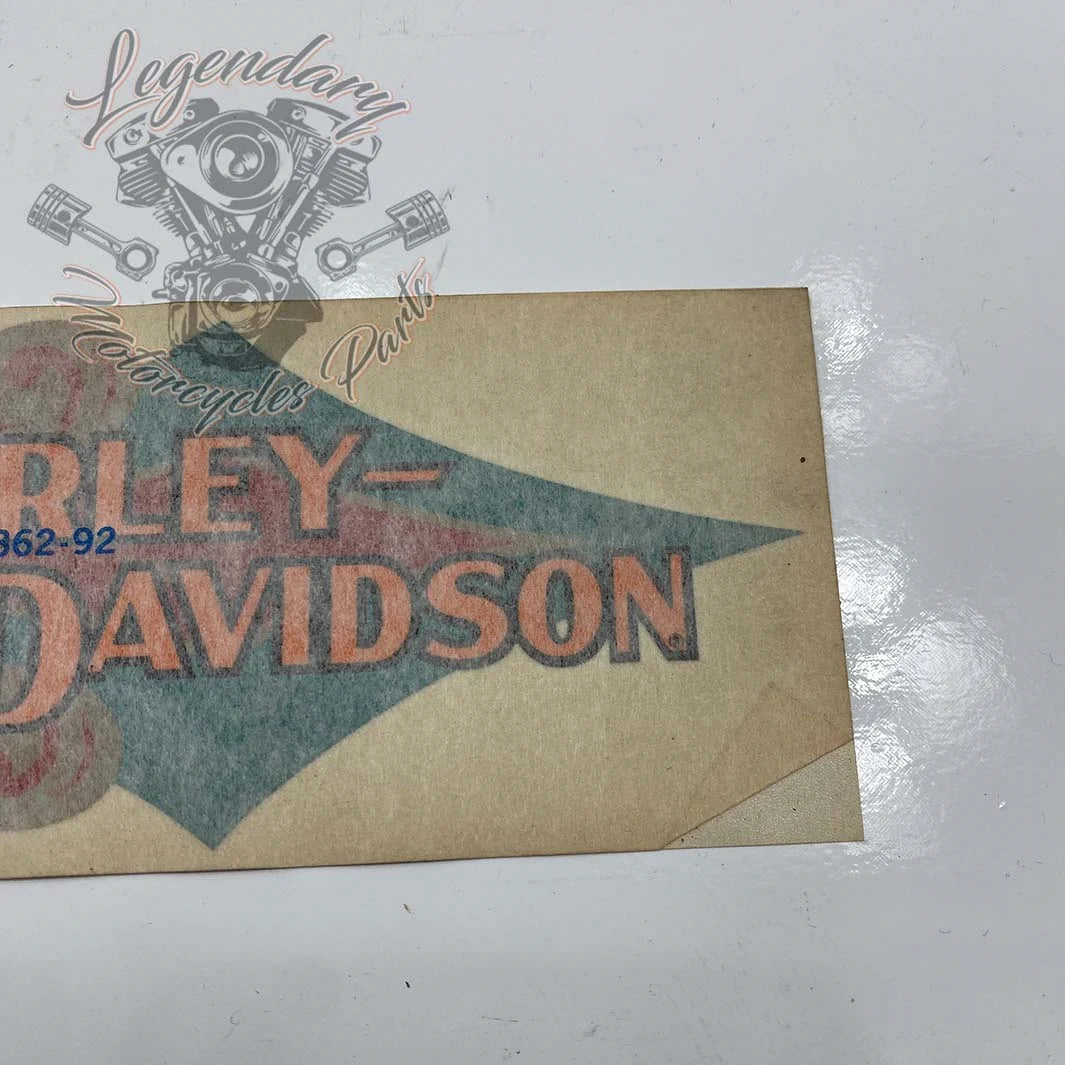 Legendary
Motorcycles Parts
RLEY-
862-92
DAVIDSON
®